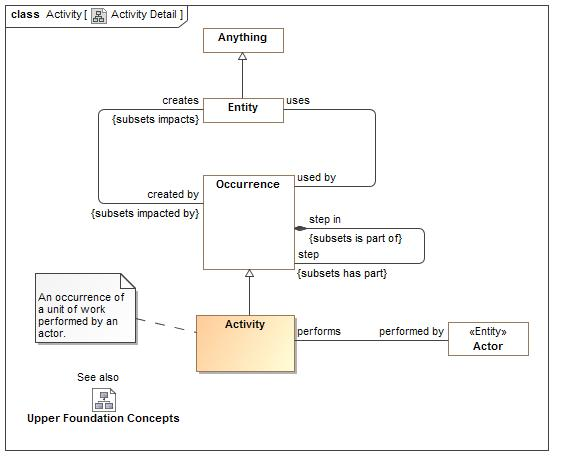 class Activity [ Activity Detail ]
Anything
creates
Entity
uses
{subsets impacts}
Occurrence
used by
created by
{subsets impacted by}
step in
{subsets is part of}
step
{subsets has part}
An occurrence of
a unit of work
performed by an
actor.
Activity
performs
performed by
«Entity»
Actor
See also
Upper Foundation Concepts